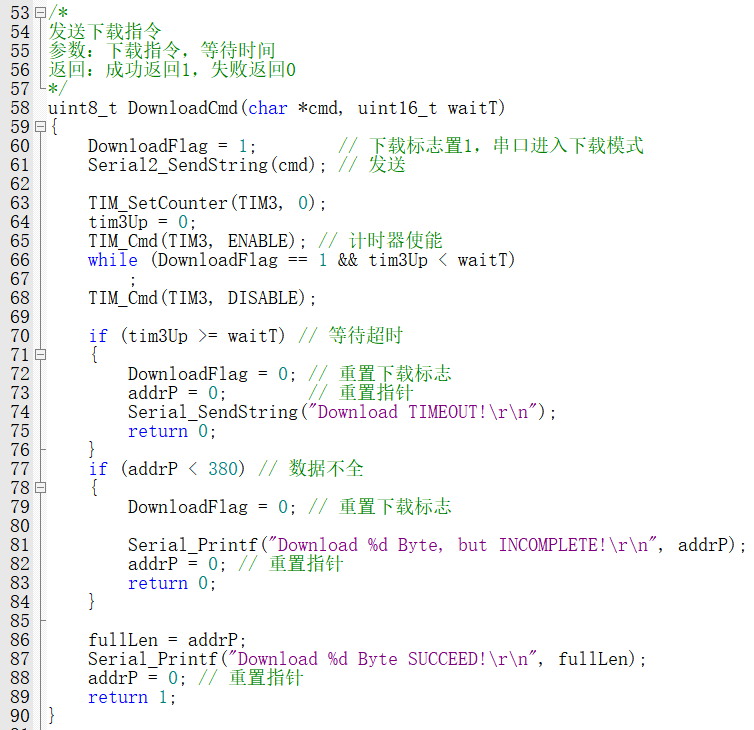 53 /*
54 发送下载指令
55 参数：下载指令，等待时间
56 返回：成功返回1，失败返回0
57 */
58 uint8_t DownloadCmd(char *cmd, uint16_t waitT)
59 {
60     DownloadFlag = 1;        // 下载标志置1，串口进入下载模式
61     Serial2_SendString(cmd); // 发送
62
63     TIM_SetCounter(TIM3, 0);
64     tim3Up = 0;
65     TIM_Cmd(TIM3, ENABLE); // 计时器使能
66     while (DownloadFlag == 1 && tim3Up < waitT)
67         ;
68     TIM_Cmd(TIM3, DISABLE);
69
70     if (tim3Up >= waitT) // 等待超时
71     {
72         DownloadFlag = 0; // 重置下载标志
73         addrP = 0;        // 重置指针
74         Serial_SendString("Download TIMEOUT!\r\n");
75         return 0;
76     }
77     if (addrP < 380) // 数据不全
78     {
79         DownloadFlag = 0; // 重置下载标志
80
81         Serial_Printf("Download %d Byte, but INCOMPLETE!\r\n", addrP);
82         addrP = 0; // 重置指针
83         return 0;
84     }
85
86     fullLen = addrP;
87     Serial_Printf("Download %d Byte SUCCEED!\r\n", fullLen);
88     addrP = 0; // 重置指针
89     return 1;
90 }